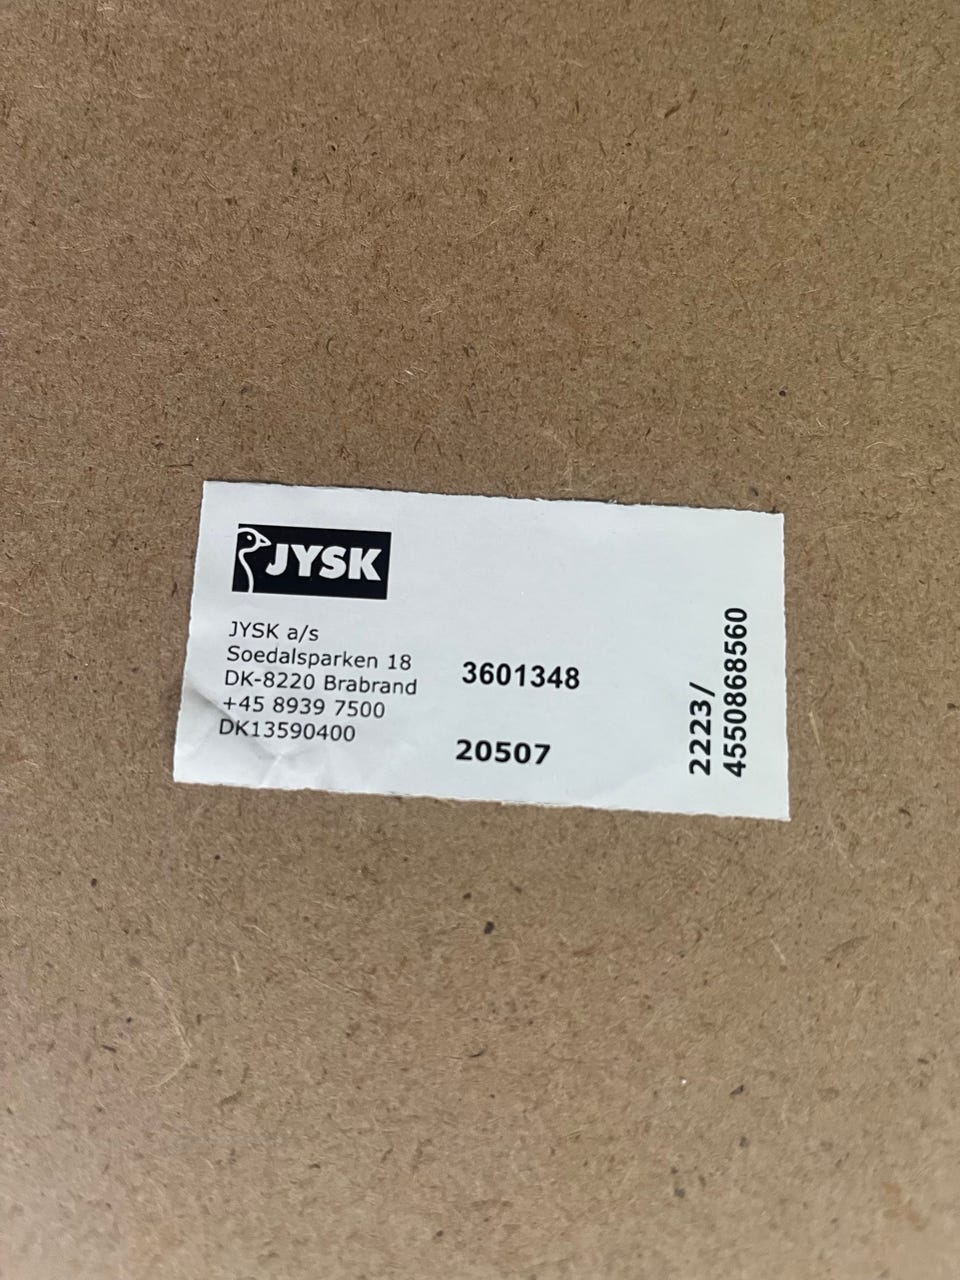 JYSK
JYSK a/s
Soedalsparken 18
DK-8220 Brabrand
+45 8939 7500
DK13590400
3601348
20507
2223/
4550868560